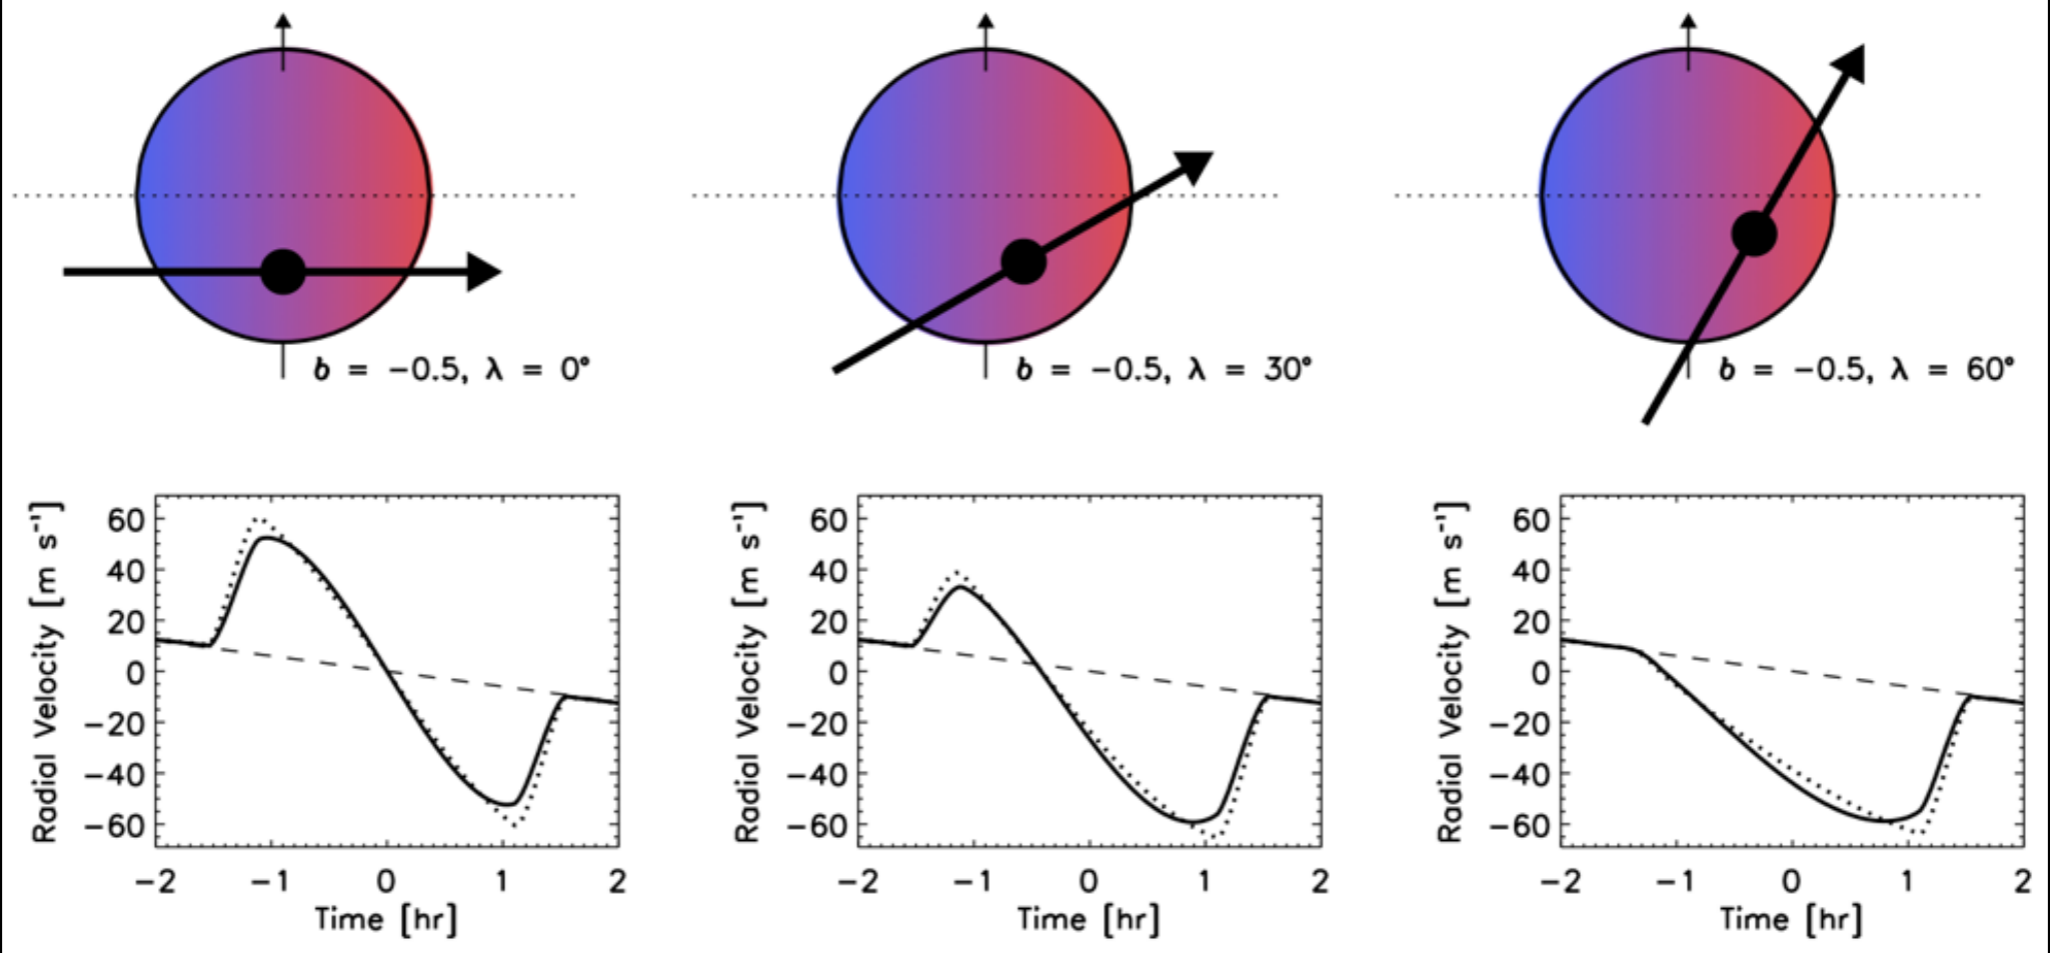 b = −0.5, λ = 0°
b = −0.5, λ = 30°
b = −0.5, λ = 60°
Radial Velocity [m s⁻¹]
60
40
20
0
−20
−40
−60
−2 −1 0 1 2
Time [hr]
Radial Velocity [m s⁻¹]
60
40
20
0
−20
−40
−60
−2 −1 0 1 2
Time [hr]
Radial Velocity [m s⁻¹]
60
40
20
0
−20
−40
−60
−2 −1 0 1 2
Time [hr]